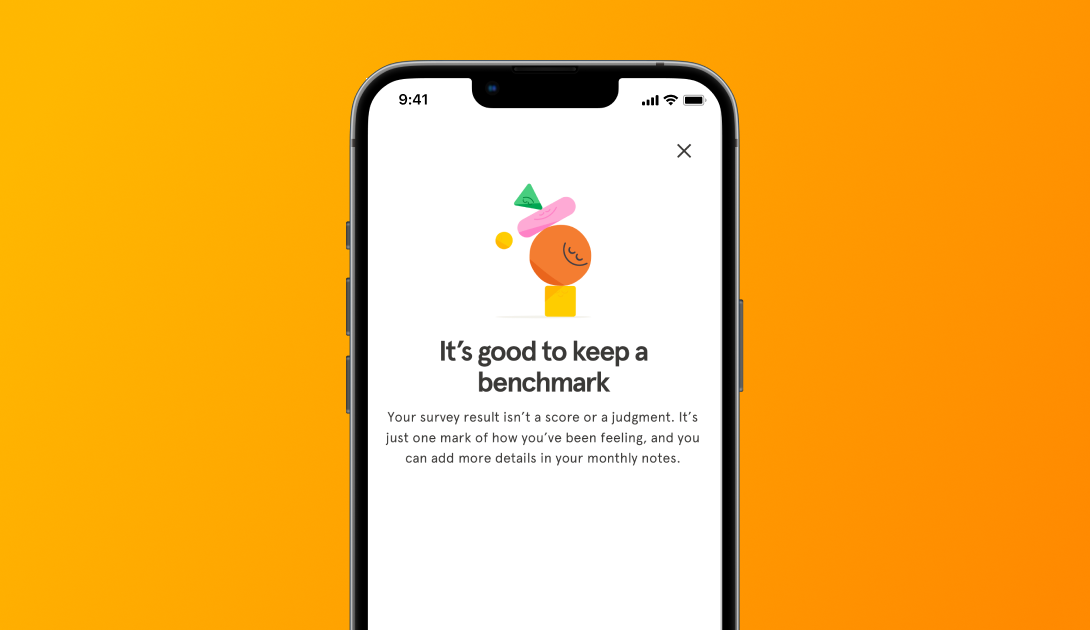 9:41
It’s good to keep a
benchmark
Your survey result isn’t a score or a judgment. It’s
just one mark of how you’ve been feeling, and you
can add more details in your monthly notes.